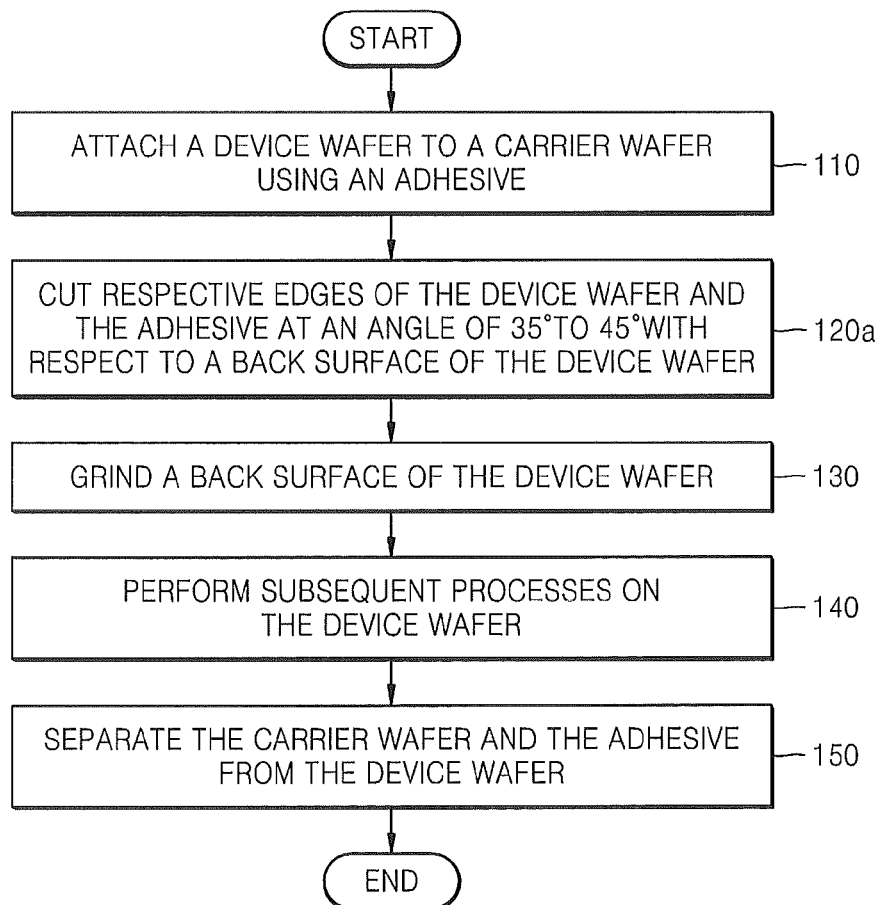 START
ATTACH A DEVICE WAFER TO A CARRIER WAFER
USING AN ADHESIVE
110
CUT RESPECTIVE EDGES OF THE DEVICE WAFER AND
THE ADHESIVE AT AN ANGLE OF 35°TO 45°WITH
RESPECT TO A BACK SURFACE OF THE DEVICE WAFER
120a
GRIND A BACK SURFACE OF THE DEVICE WAFER
130
PERFORM SUBSEQUENT PROCESSES ON
THE DEVICE WAFER
140
SEPARATE THE CARRIER WAFER AND THE ADHESIVE
FROM THE DEVICE WAFER
150
END